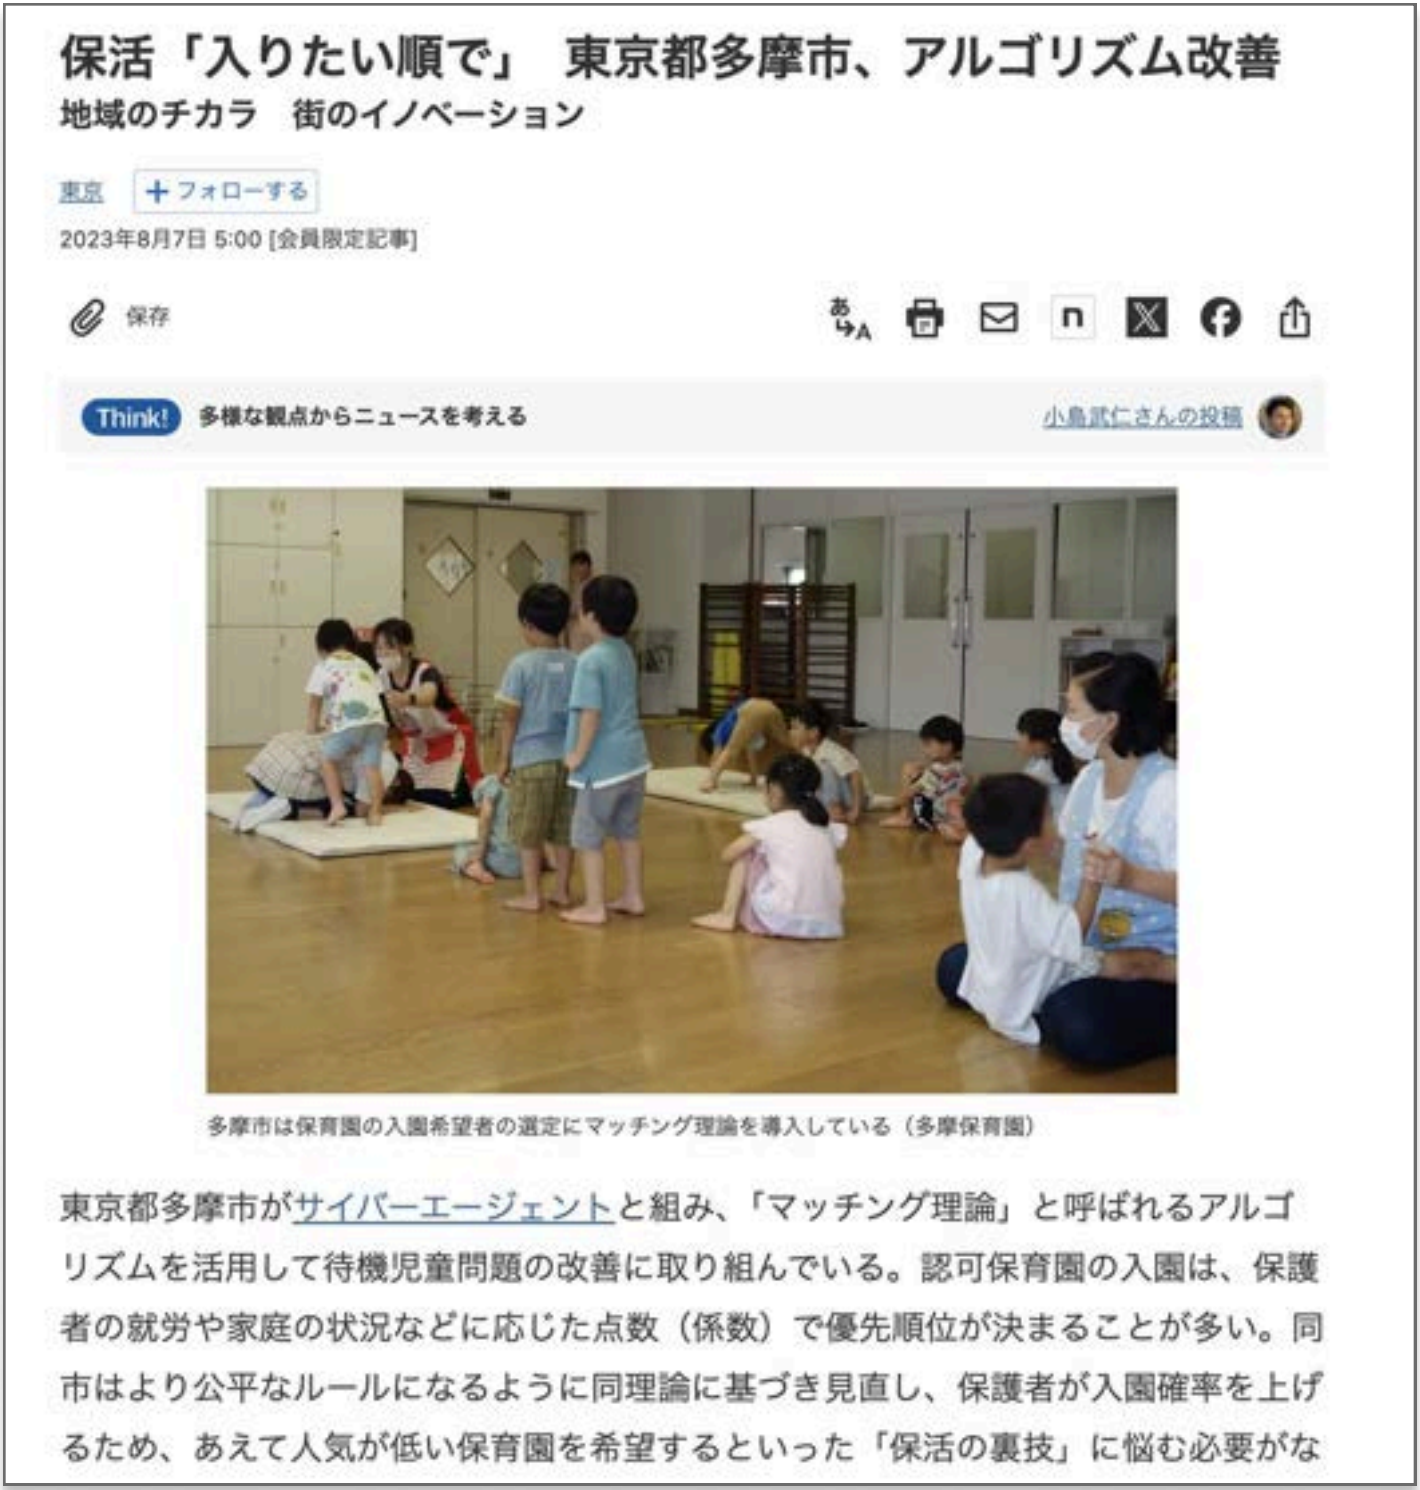 保活「入りたい順で」　東京都多摩市、アルゴリズム改善
地域のチカラ　街のイノベーション
東京　＋フォローする
2023年8月7日 5:00 [会員限定記事]
保存
あ
A
n
X
f
Think!　多様な観点からニュースを考える　小島武仁さんの投稿
多摩市は保育園の入園希望者の選定にマッチング理論を導入している（多摩保育園）
東京都多摩市がサイバーエージェントと組み、「マッチング理論」と呼ばれるアルゴ
リズムを活用して待機児童問題の改善に取り組んでいる。認可保育園の入園は、保護
者の就労や家庭の状況などに応じた点数（係数）で優先順位が決まることが多い。同
市はより公平なルールになるように同理論に基づき見直し、保護者が入園確率を上げ
るため、あえて人気が低い保育園を希望するといった「保活の裏技」に悩む必要がな